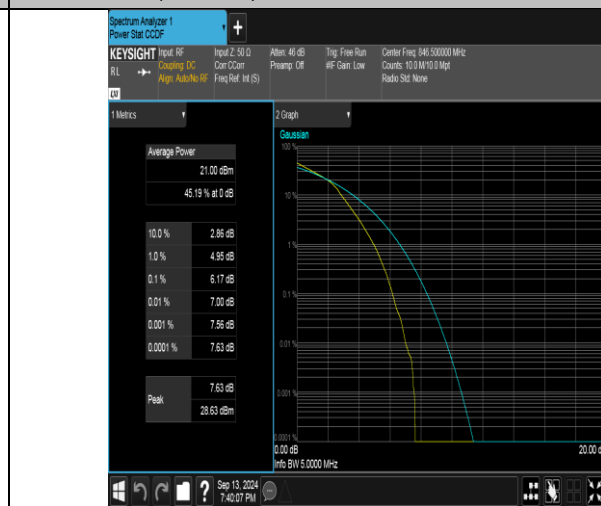 Spectrum Analyzer 1
Power Stat CCDF
+
KEYSIGHT
RL
Input: RF
Coupling: DC
Align: Auto/No RF
Input Z: 50 Ω
Corr CCorr
Freq Ref: Int (S)
Atten: 46 dB
Preamp: Off
Trig: Free Run
#IF Gain: Low
Center Freq: 846.500000 MHz
Counts: 10.0 M/10.0 Mpt
Radio Std: None
1 Metrics
Average Power
21.00 dBm
45.19 % at 0 dB
10.0 % 2.86 dB
1.0 % 4.95 dB
0.1 % 6.17 dB
0.01 % 7.00 dB
0.001 % 7.56 dB
0.0001 % 7.63 dB
Peak
7.63 dB
28.63 dBm
2 Graph
Gaussian
100 %
10 %
1 %
0.1 %
0.01 %
0.001 %
0.0001 %
0.00 dB
20.00
Info BW 5.0000 MHz
?
Sep 13, 2024
7:40:07 PM